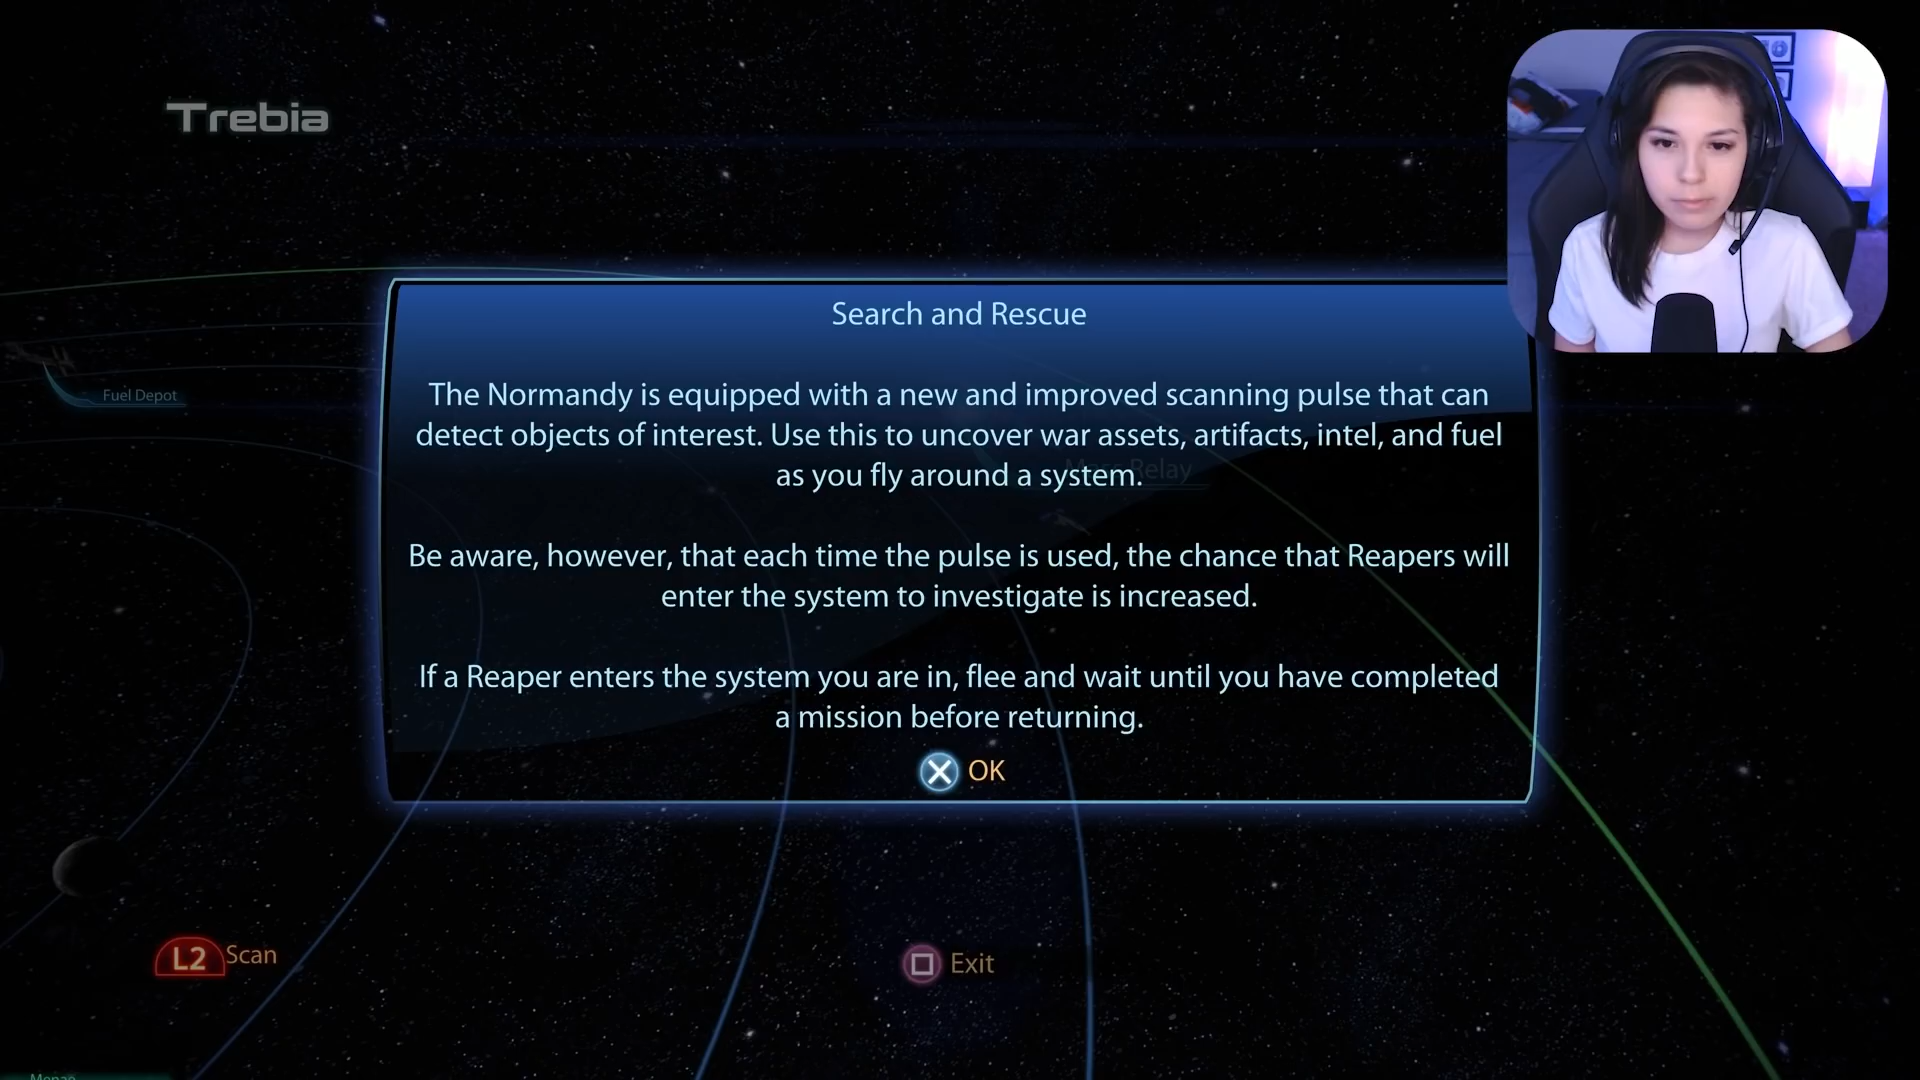 Trebia
Search and Rescue
The Normandy is equipped with a new and improved scanning pulse that can
detect objects of interest. Use this to uncover war assets, artifacts, intel, and fuel
as you fly around a system.
Fuel Depot
Relay
Be aware, however, that each time the pulse is used, the chance that Reapers will
enter the system to investigate is increased.
If a Reaper enters the system you are in, flee and wait until you have completed
a mission before returning.
OK
L2 Scan
Exit